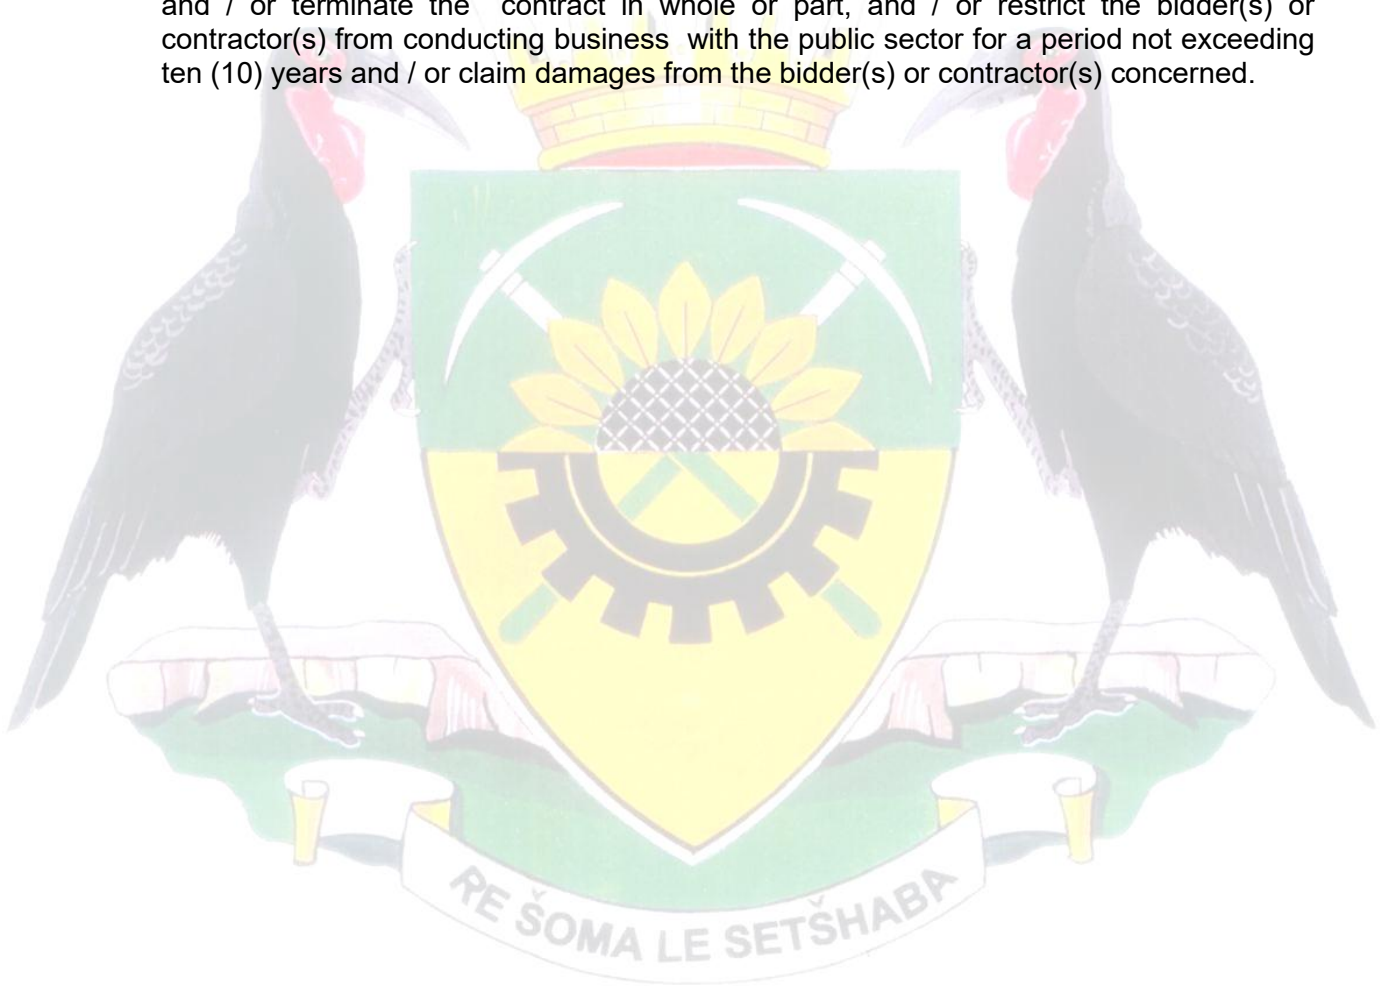 and / or terminate the contract in whole or part, and / or restrict the bidder(s) or
contractor(s) from conducting business with the public sector for a period not exceeding
ten (10) years and / or claim damages from the bidder(s) or contractor(s) concerned.
RE ŠOMA LE SETŠHABA